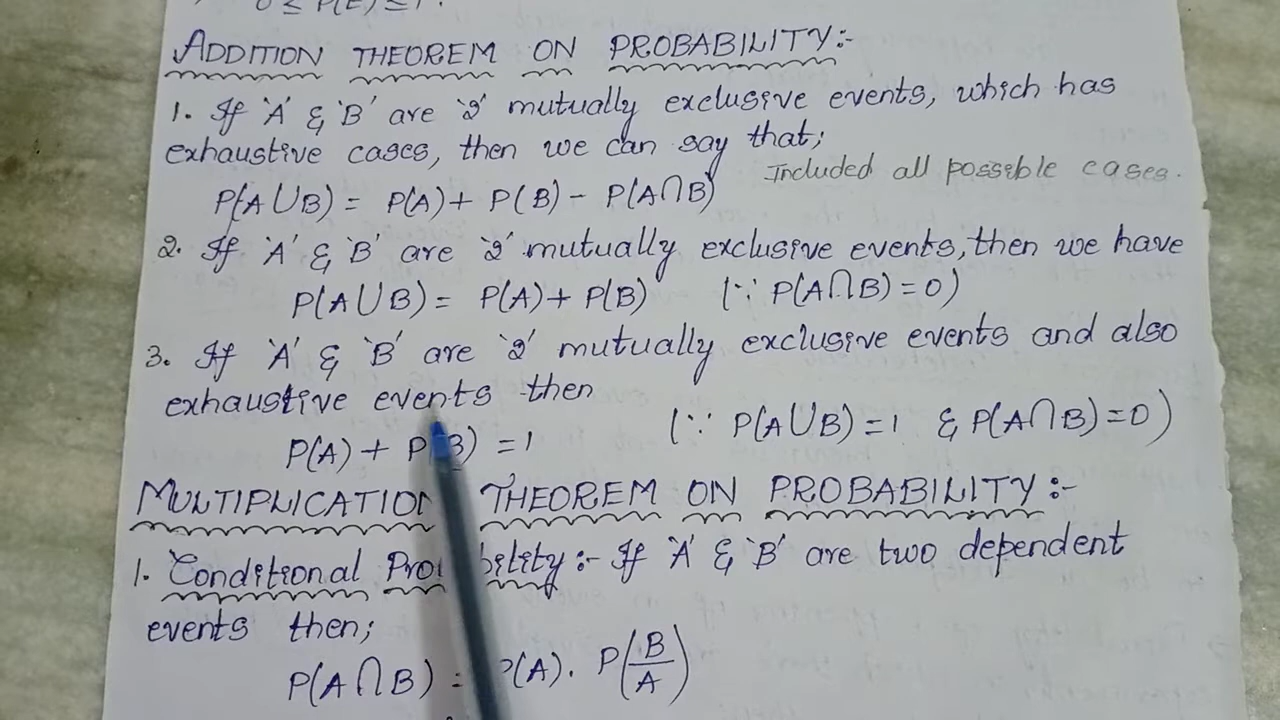 0 ≤ P(E) ≤ 1.
ADDITION THEOREM ON PROBABILITY:-
1. If 'A' & 'B' are '2' mutually exclusive events, which has
exhaustive cases, then we can say that;
Included all possible cases.
P(A∪B) = P(A) + P(B) - P(A∩B)
2. If 'A' & 'B' are '2' mutually exclusive events, then we have
P(A∪B) = P(A) + P(B) (∵ P(A∩B) = 0)
3. If 'A' & 'B' are '2' mutually exclusive events and also
exhaustive events then
P(A) + P(B) = 1 (∵ P(A∪B) = 1 & P(A∩B) = 0)
MULTIPLICATION THEOREM ON PROBABILITY:-
1. Conditional Probability:- If 'A' & 'B' are two dependent
events then;
P(A∩B) = P(A). P(B/A)